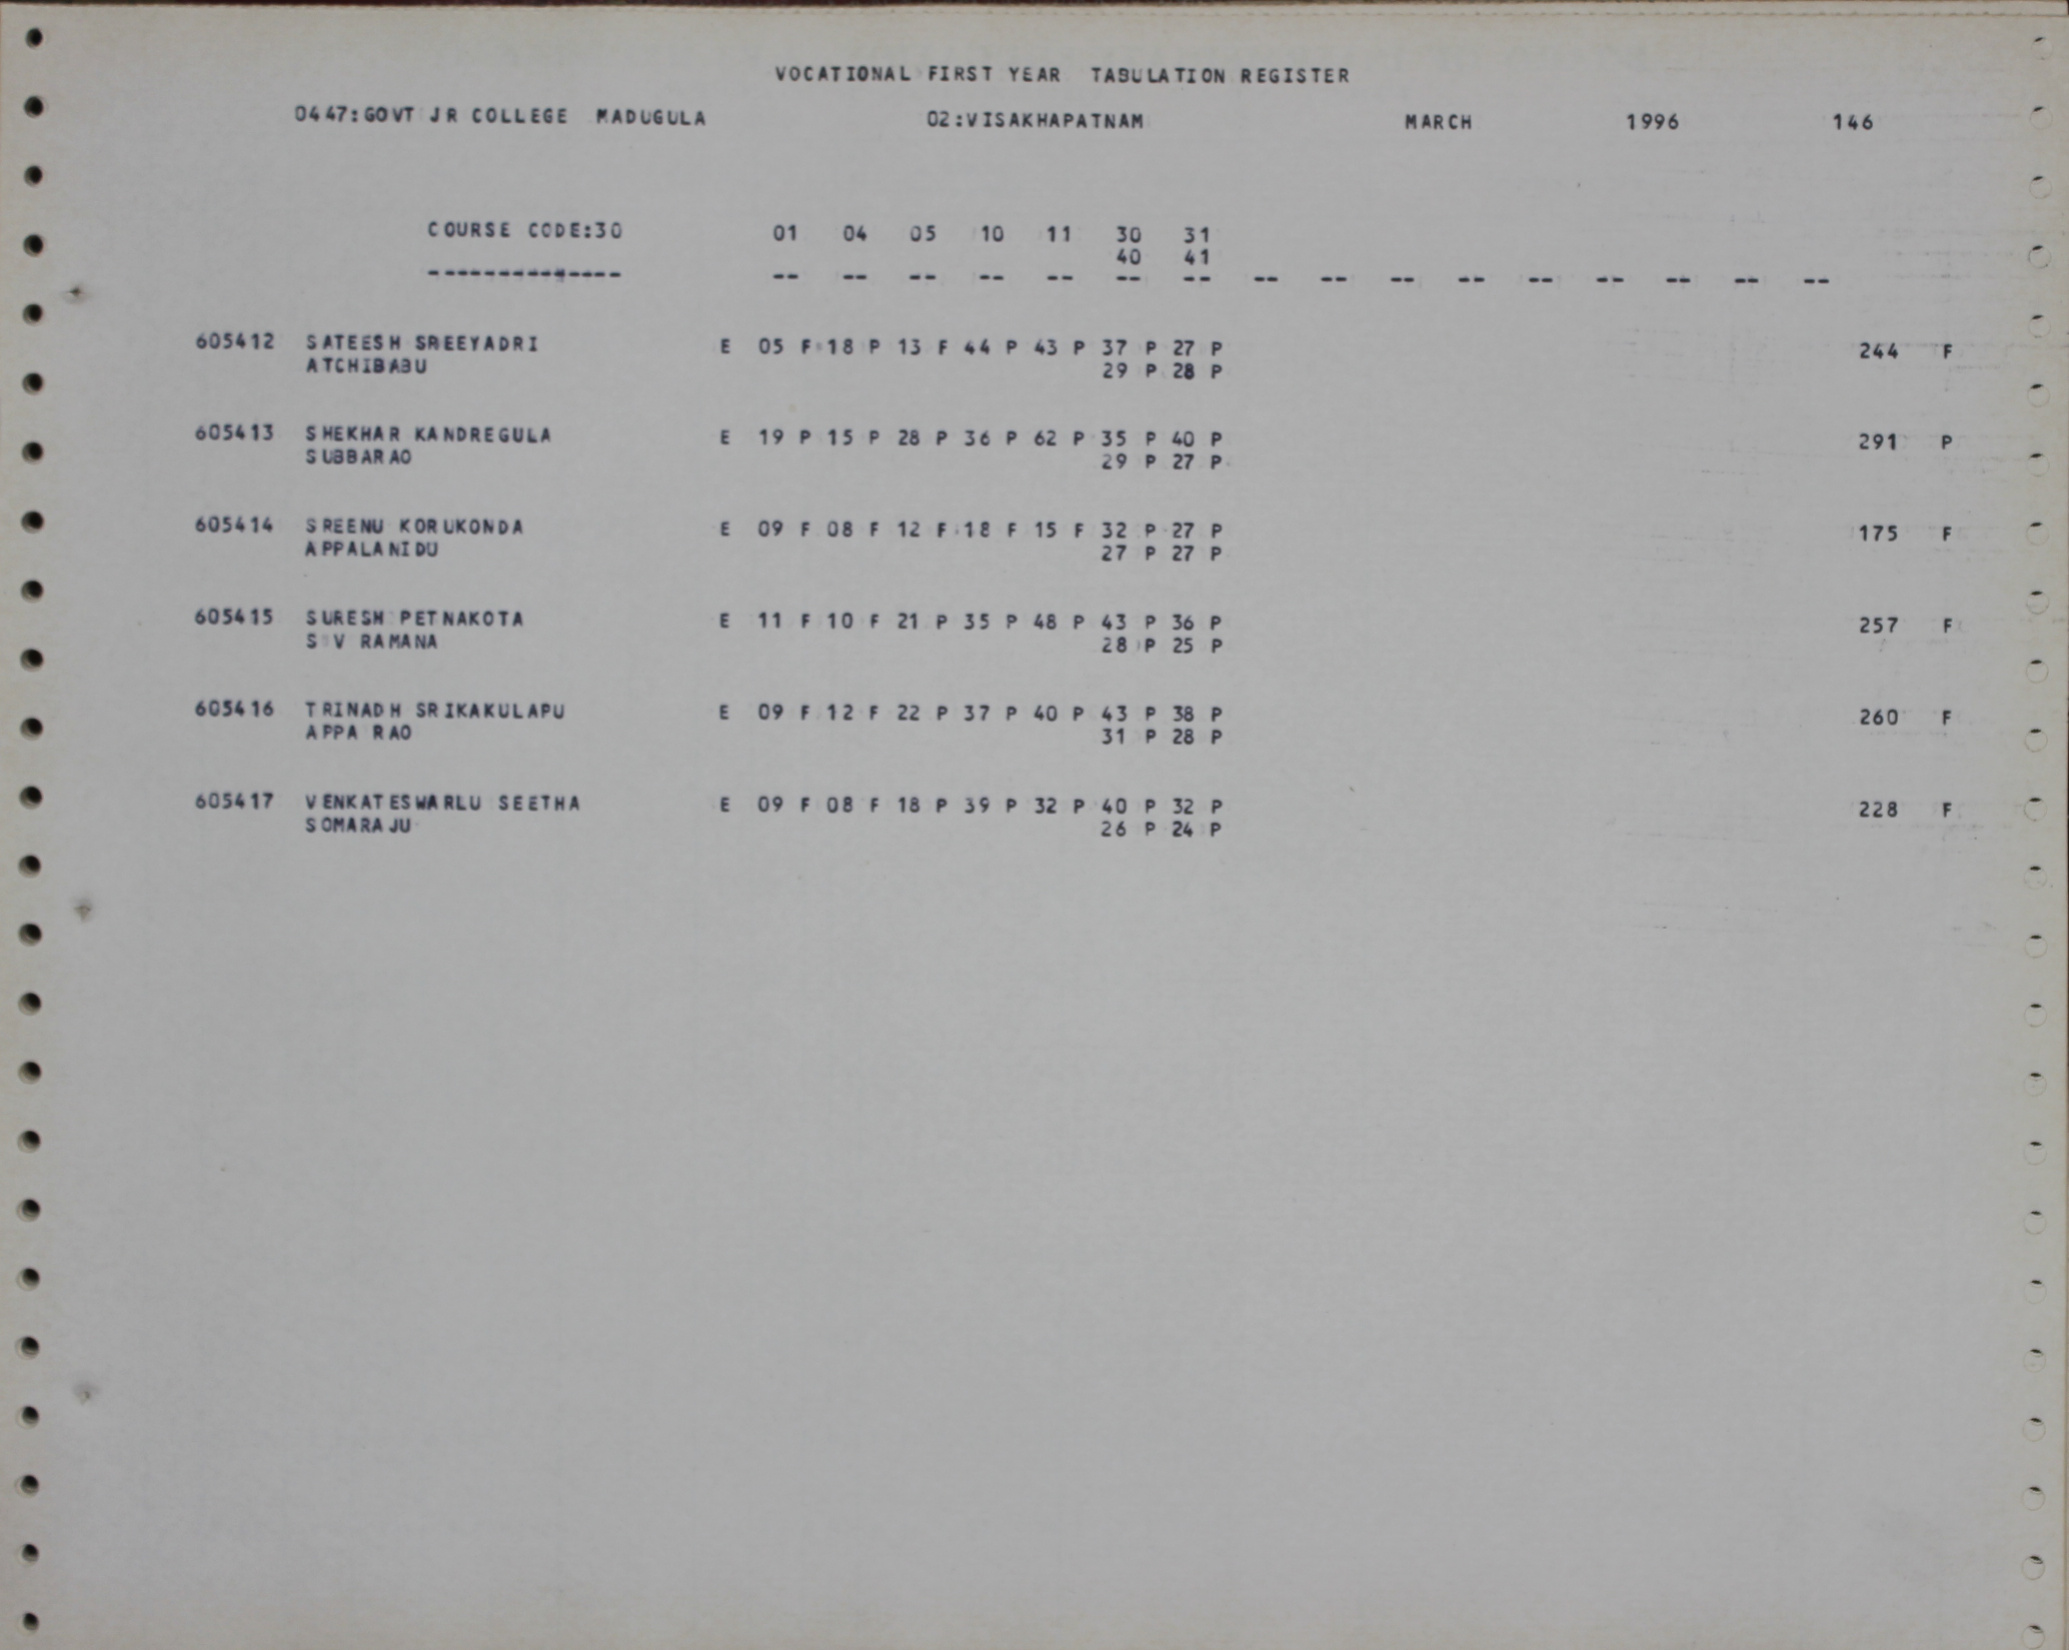 VOCATIONAL FIRST YEAR TABULATION REGISTER
0447:GOVT JR COLLEGE MADUGULA 02:VISAKHAPATNAM MARCH 1996 146
COURSE CODE:30 01 04 05 10 11 30 31
40 41
-------------- -- -- -- -- -- -- -- -- -- -- -- -- -- -- -- --
605412 SATEESH SREEYADRI E 05 F 18 P 13 F 44 P 43 P 37 P 27 P 244 F
ATCHIBABU 29 P 28 P
605413 SHEKHAR KANDREGULA E 19 P 15 P 28 P 36 P 62 P 35 P 40 P 291 P
SUBBARAO 29 P 27 P
605414 SREENU KORUKONDA E 09 F 08 F 12 F 18 F 15 F 32 P 27 P 175 F
APPALANIDU 27 P 27 P
605415 SURESH PETNAKOTA E 11 F 10 F 21 P 35 P 48 P 43 P 36 P 257 F
S V RAMANA 28 P 25 P
605416 TRINADH SRIKAKULAPU E 09 F 12 F 22 P 37 P 40 P 43 P 38 P 260 F
APPA RAO 31 P 28 P
605417 VENKATESWARLU SEETHA E 09 F 08 F 18 P 39 P 32 P 40 P 32 P 228 F
SOMARAJU 26 P 24 P